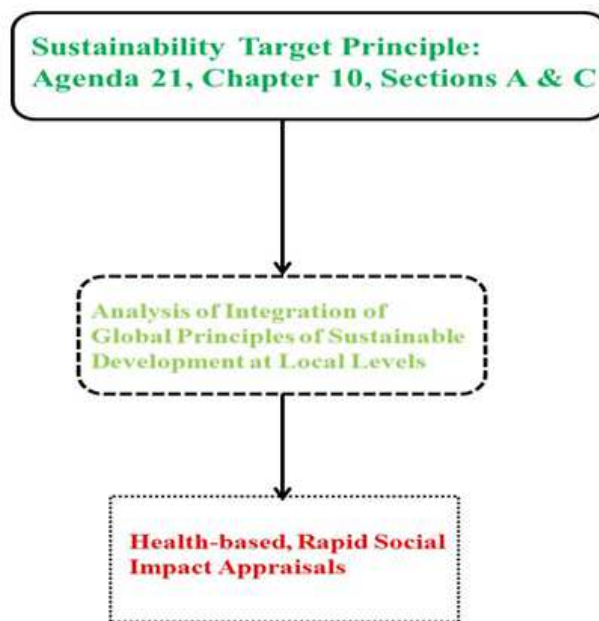 Sustainability Target Principle:
Agenda 21, Chapter 10, Sections A & C
Analysis of Integration of
Global Principles of Sustainable
Development at Local Levels
Health-based, Rapid Social
Impact Appraisals